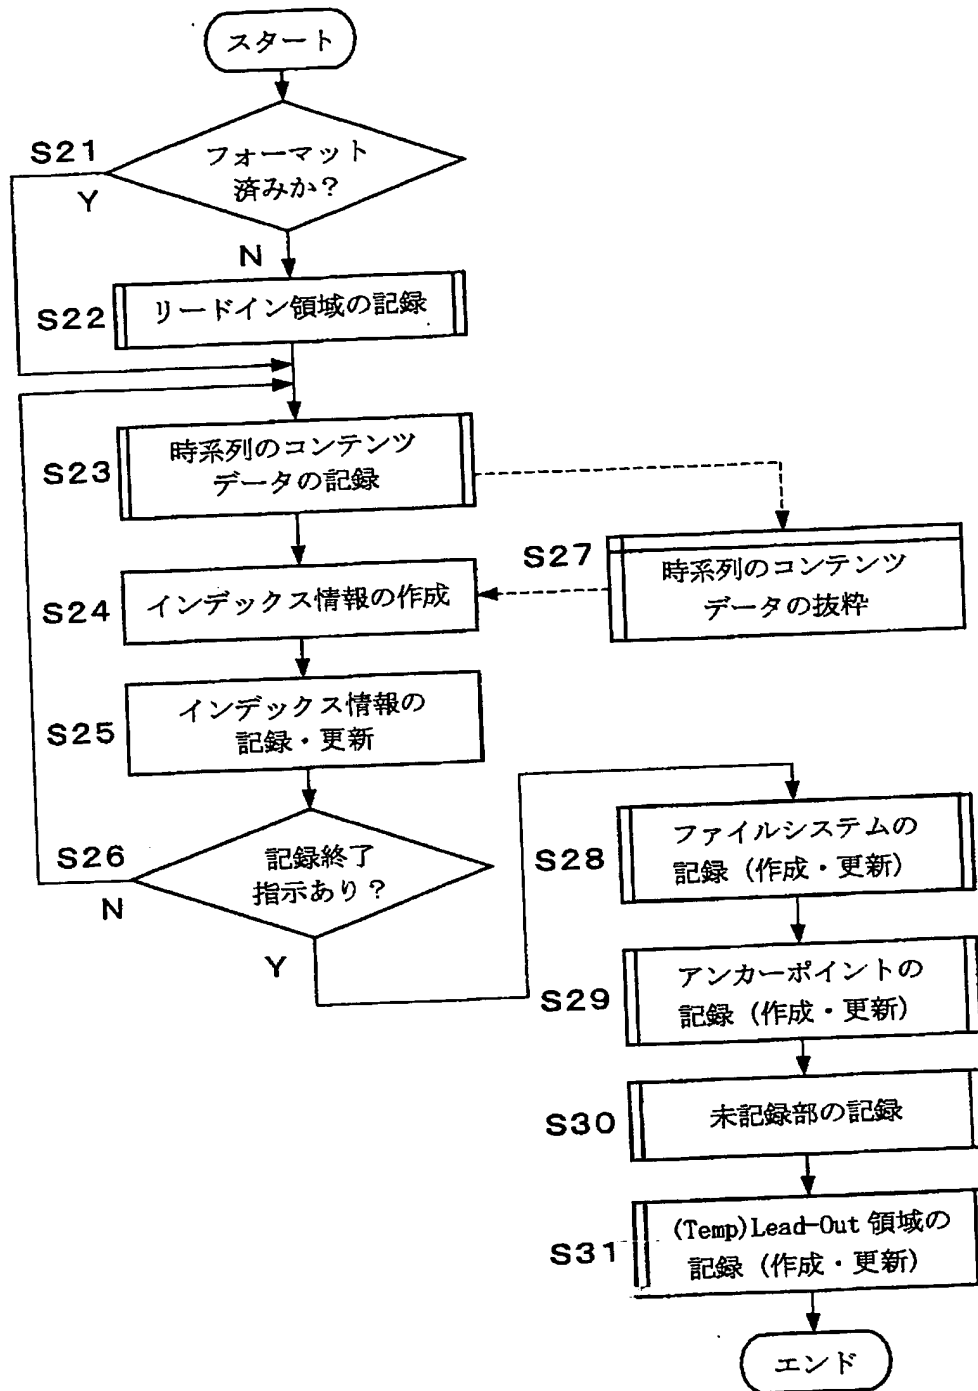 スタート
S21
フォーマット
済みか？
Y
N
S22
リードイン領域の記録
S23
時系列のコンテンツ
データの記録
S27
時系列のコンテンツ
データの抜粋
S24
インデックス情報の作成
S25
インデックス情報の
記録・更新
S26
記録終了
指示あり？
N
Y
S28
ファイルシステムの
記録（作成・更新）
S29
アンカーポイントの
記録（作成・更新）
S30
未記録部の記録
S31
(Temp)Lead-Out 領域の
記録（作成・更新）
エンド